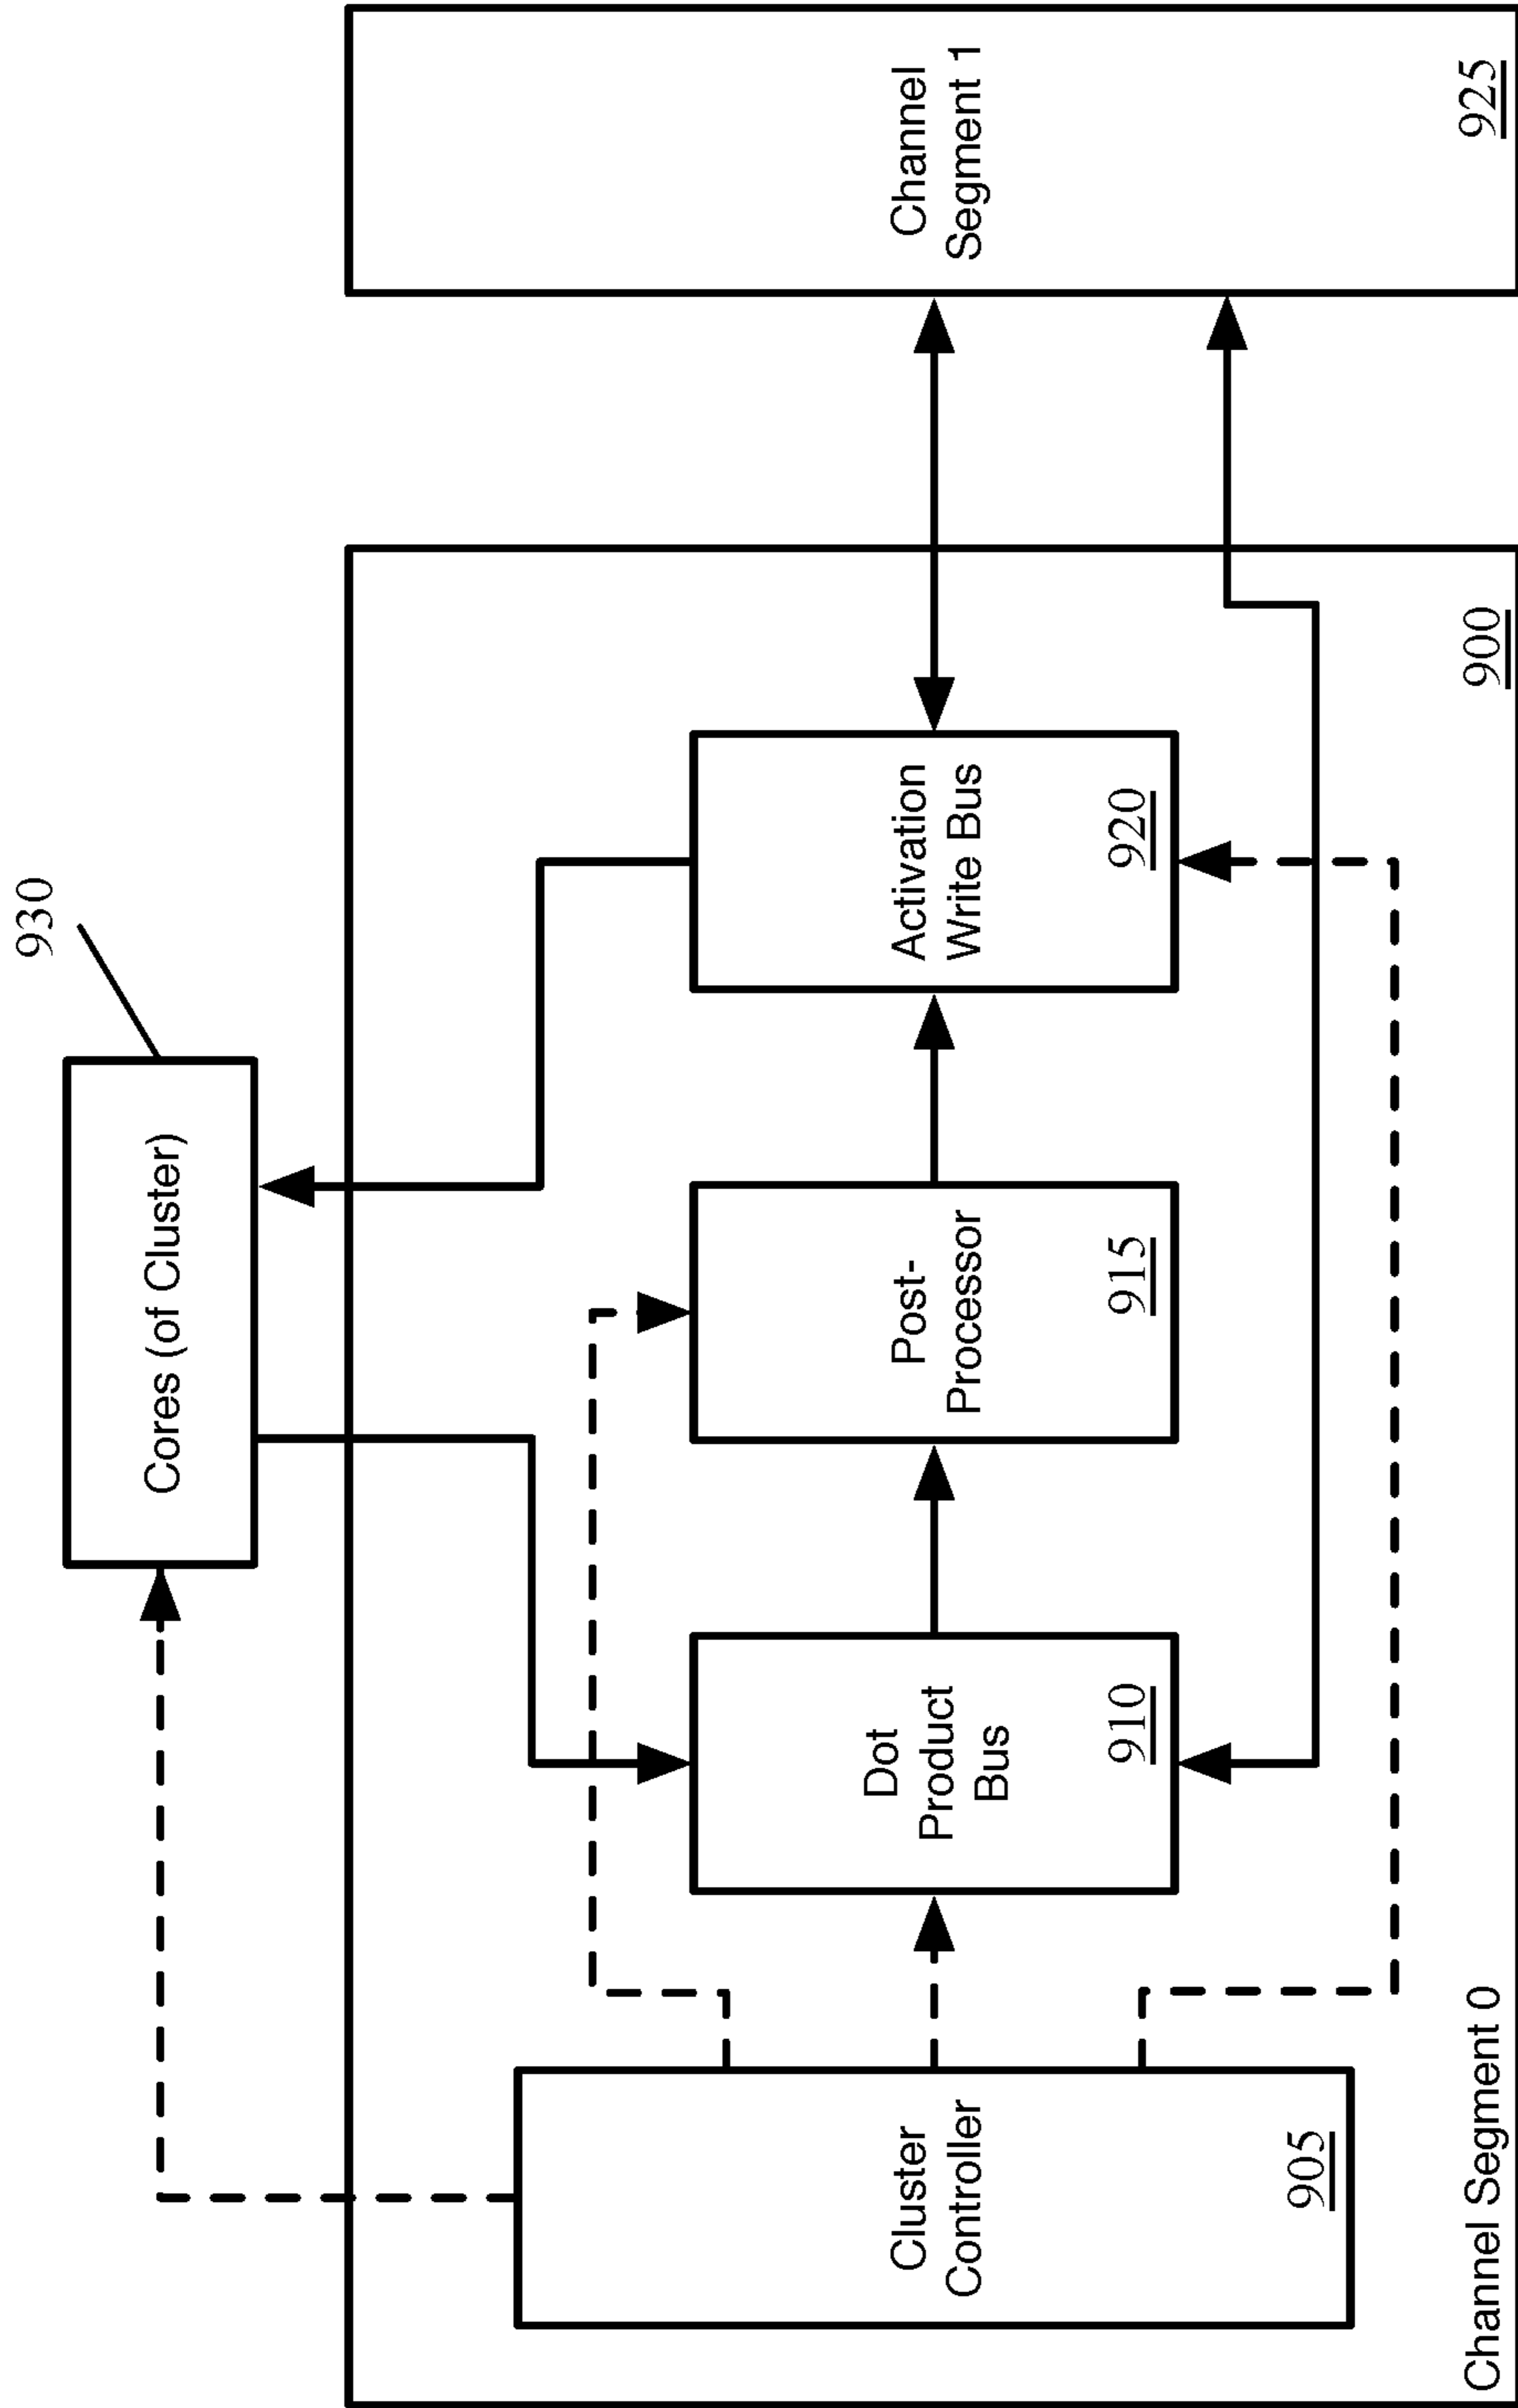 930
Cores (of Cluster)
Cluster
Controller
905
Dot
Product
Bus
910
Post-
Processor
915
Activation
Write Bus
920
Channel
Segment 1
925
Channel Segment 0
900